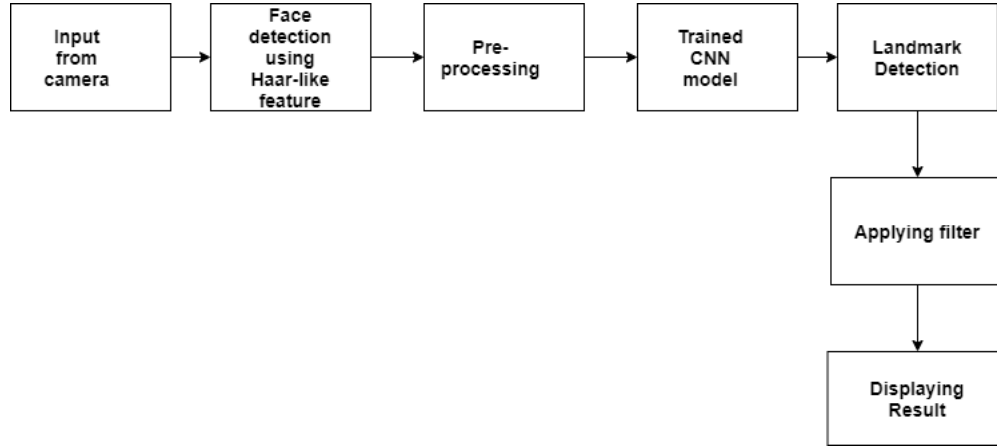 Input
from
camera
Face
detection
using
Haar-like
feature
Pre-
processing
Trained
CNN
model
Landmark
Detection
Applying filter
Displaying
Result